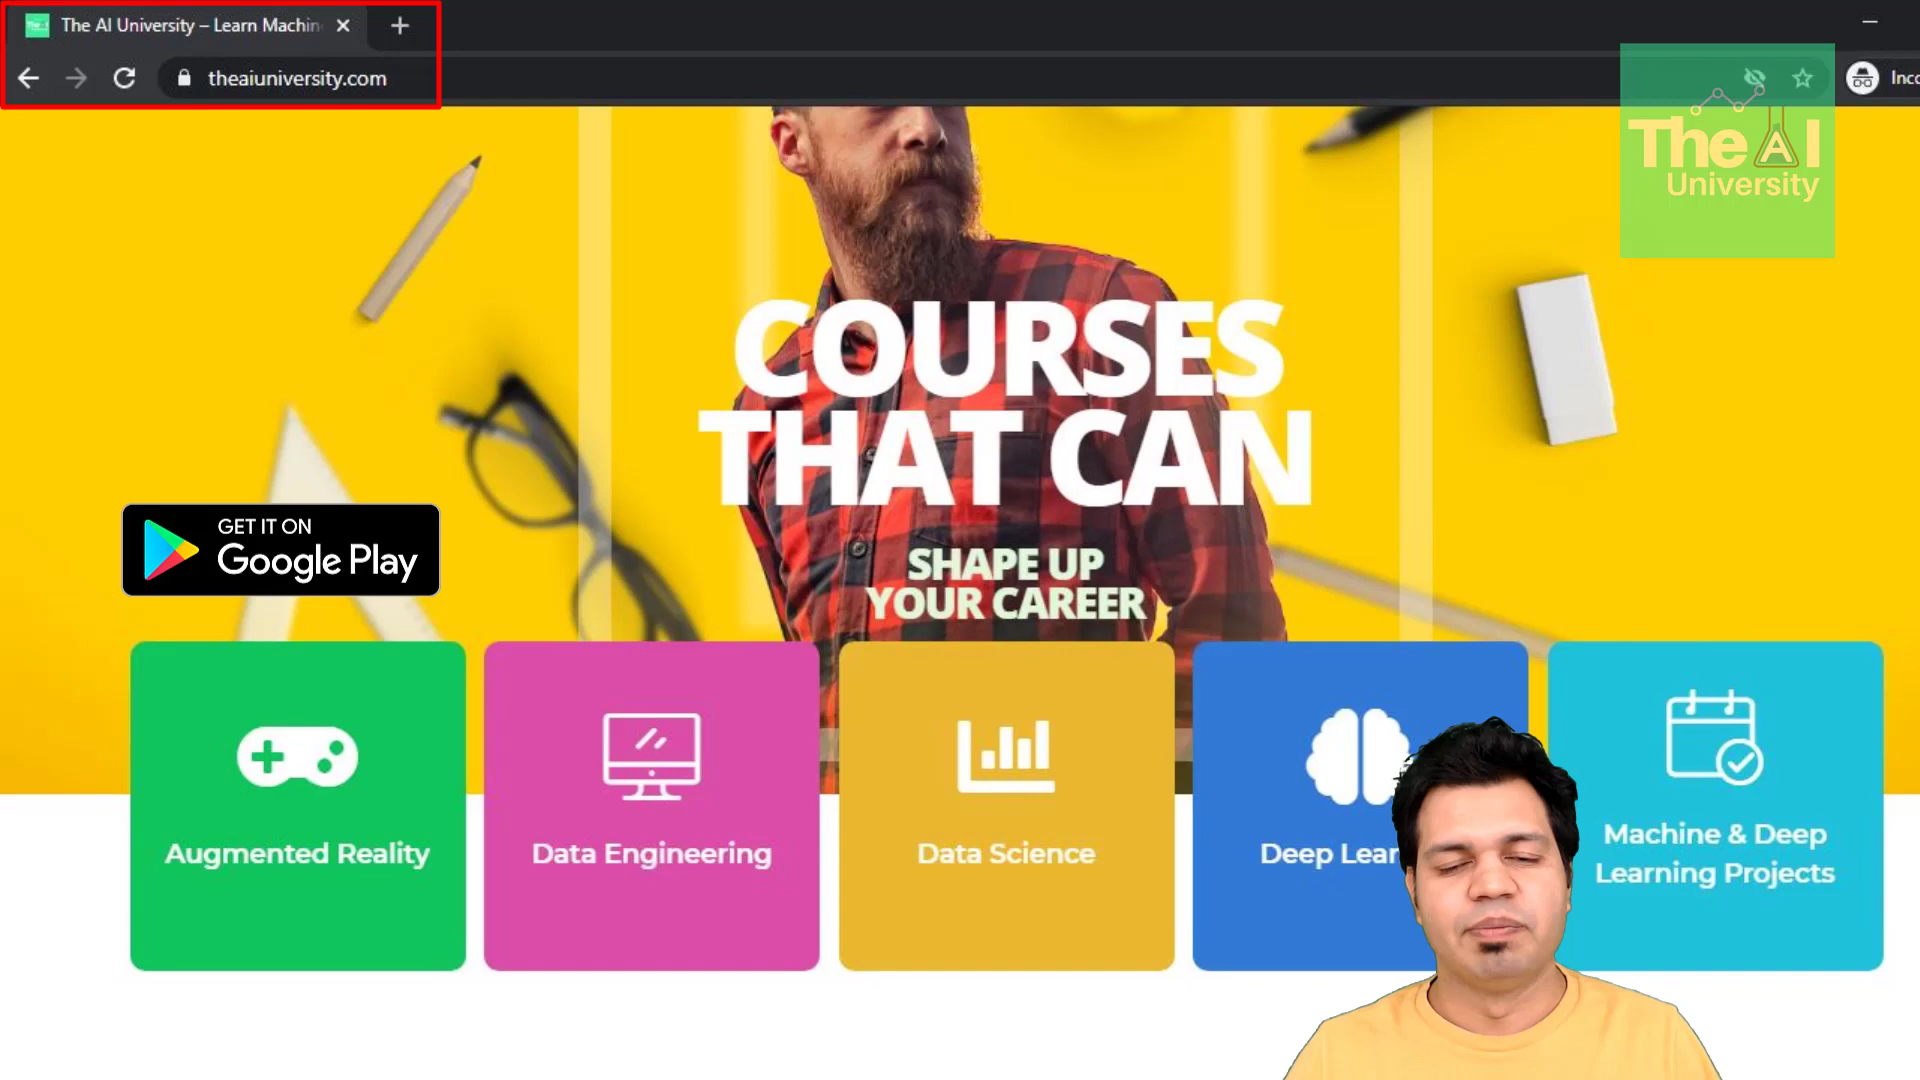 The AI University – Learn Machin
theaiuniversity.com
Inco
The AI
University
COURSES
THAT CAN
SHAPE UP
YOUR CAREER
GET IT ON
Google Play
Augmented Reality
Data Engineering
Data Science
Deep Lear
Machine & Deep
Learning Projects